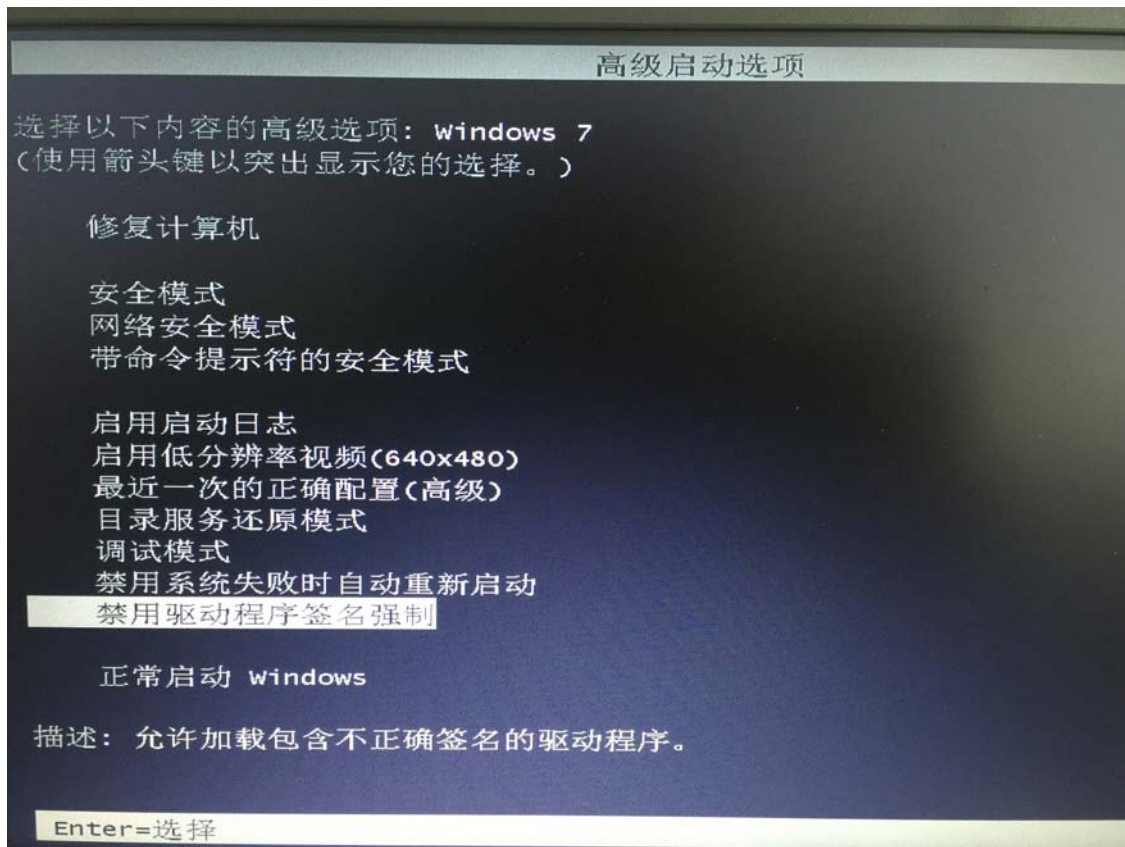 高级启动选项
选择以下内容的高级选项: Windows 7
(使用箭头键以突出显示您的选择。)
修复计算机
安全模式
网络安全模式
带命令提示符的安全模式
启用启动日志
启用低分辨率视频(640x480)
最近一次的正确配置(高级)
目录服务还原模式
调试模式
禁用系统失败时自动重新启动
禁用驱动程序签名强制
正常启动 Windows
描述: 允许加载包含不正确签名的驱动程序。
Enter=选择